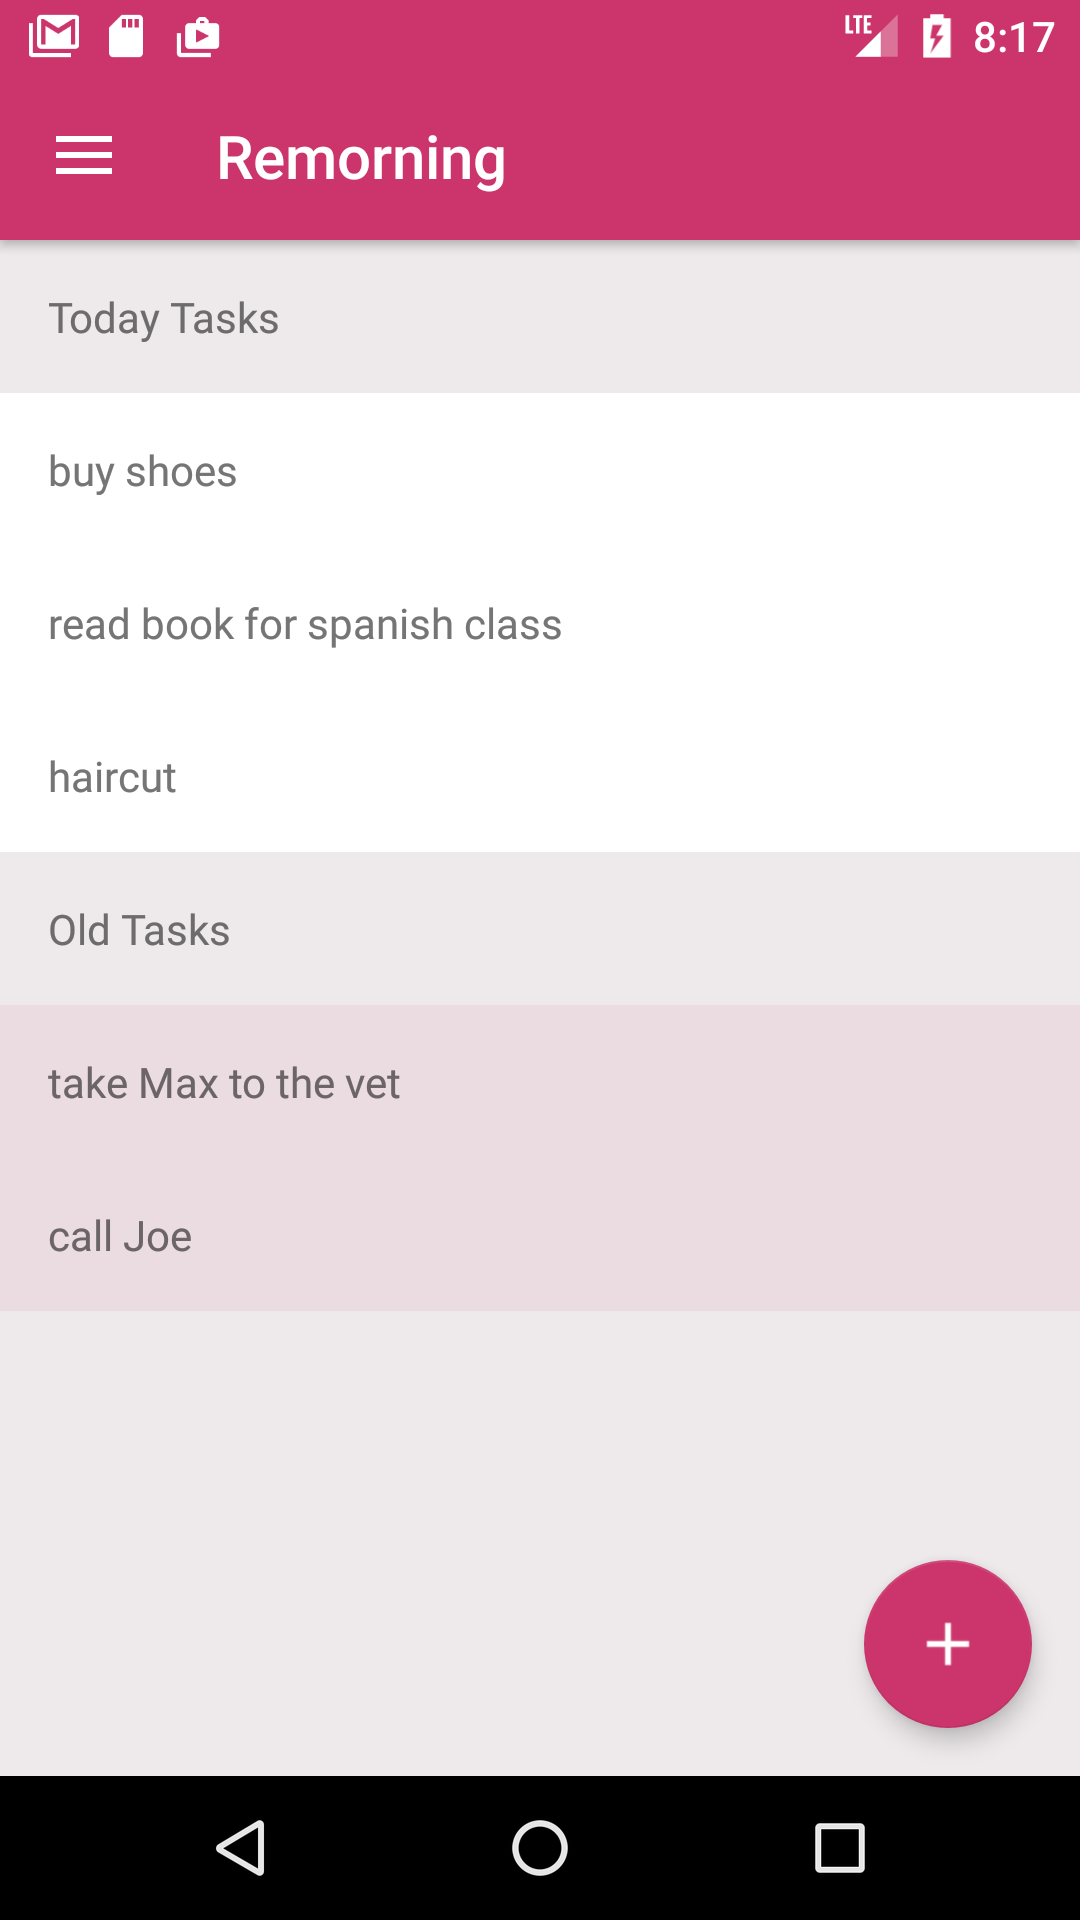 LTE 8:17
Remorning
Today Tasks
buy shoes
read book for spanish class
haircut
Old Tasks
take Max to the vet
call Joe